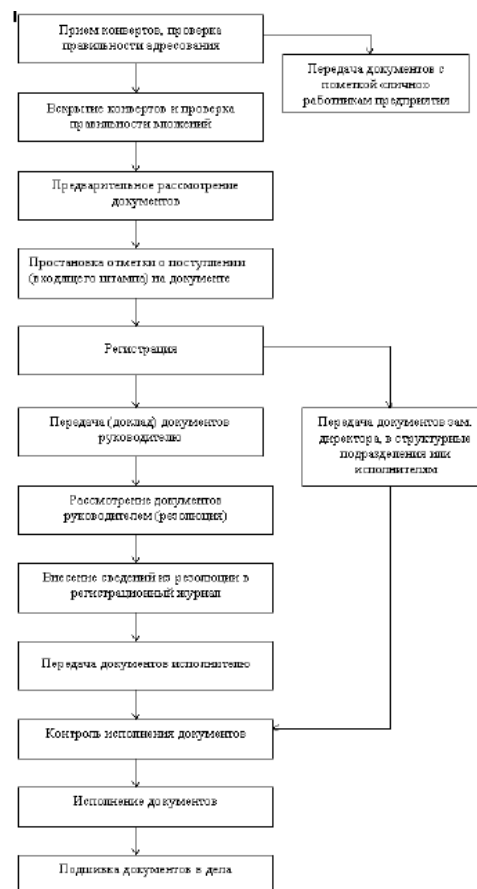 Прием конвертов, проверка
правильности адресования
Передача документов с
пометкой «лично»
работникам предприятия
Вскрытие конвертов и проверка
правильности вложений
Предварительное рассмотрение
документов
Простановка отметки о поступлении
(входящего штампа) на документе
Регистрация
Передача (доклад) документов
руководителю
Передача документов зам.
директора, в структурные
подразделения или
исполнителям
Рассмотрение документов
руководителем (резолюция)
Внесение сведений из резолюции в
регистрационный журнал
Передача документов исполнителю
Контроль исполнения документов
Исполнение документов
Подшивка документов в дела